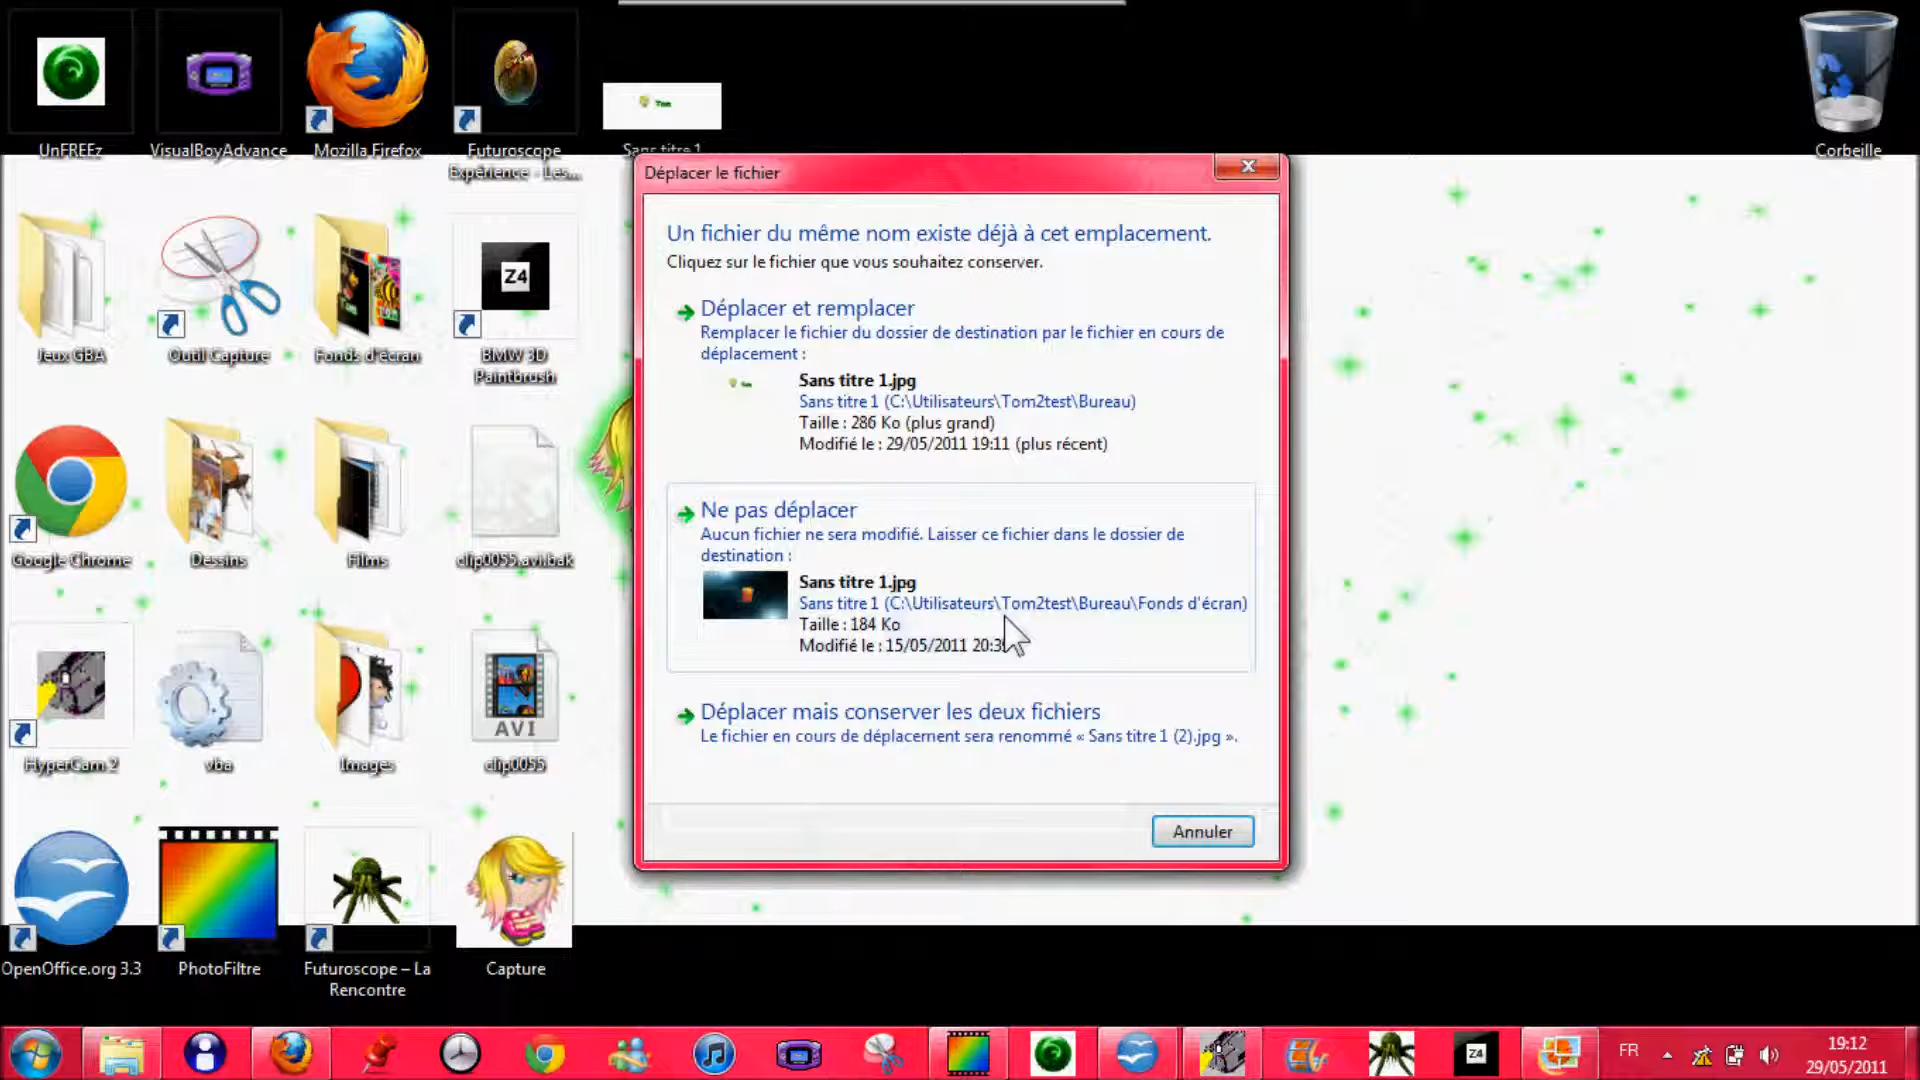 UnFREEz
VisualBoyAdvance
Mozilla Firefox
Futuroscope
Expérience - Les...
Tom
Sans titre 1
Corbeille
Jeux GBA
Outil Capture
Fonds d'écran
Z4
BMW 3D
Paintbrush
Google Chrome
Dessins
Films
clip0055.avi.bak
HyperCam 2
vba
Images
AVI
clip0055
OpenOffice.org 3.3
PhotoFiltre
Futuroscope – La
Rencontre
Capture
Déplacer le fichier
Un fichier du même nom existe déjà à cet emplacement.
Cliquez sur le fichier que vous souhaitez conserver.
Déplacer et remplacer
Remplacer le fichier du dossier de destination par le fichier en cours de
déplacement :
Sans titre 1.jpg
Sans titre 1 (C:\Utilisateurs\Tom2test\Bureau)
Taille : 286 Ko (plus grand)
Modifié le : 29/05/2011 19:11 (plus récent)
Ne pas déplacer
Aucun fichier ne sera modifié. Laisser ce fichier dans le dossier de
destination :
Sans titre 1.jpg
Sans titre 1 (C:\Utilisateurs\Tom2test\Bureau\Fonds d'écran)
Taille : 184 Ko
Modifié le : 15/05/2011
Déplacer mais conserver les deux fichiers
Le fichier en cours de déplacement sera renommé « Sans titre 1 (2).jpg ».
Annuler
Z4
FR
19:12
29/05/2011